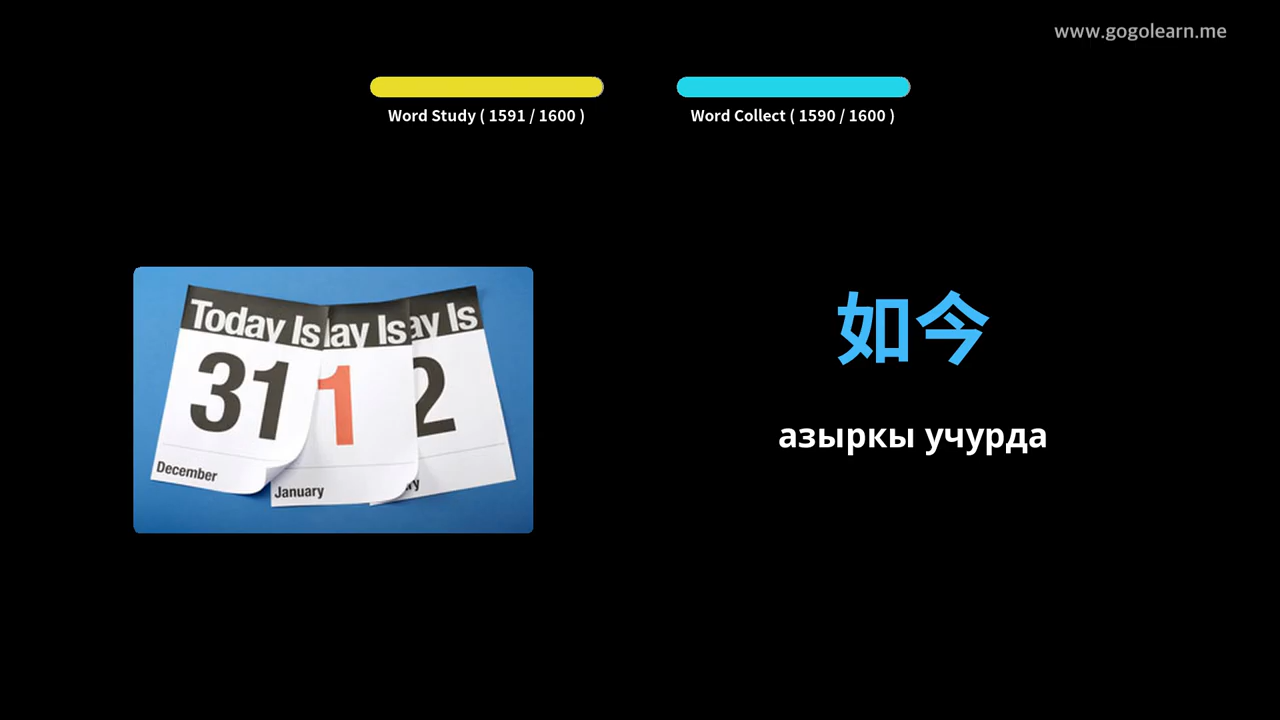 www.gogolearn.me
Word Study ( 1591 / 1600 )
Word Collect ( 1590 / 1600 )
Today Is
ay Is
ay Is
31
1
2
December
January
ry
如今
азыркы учурда